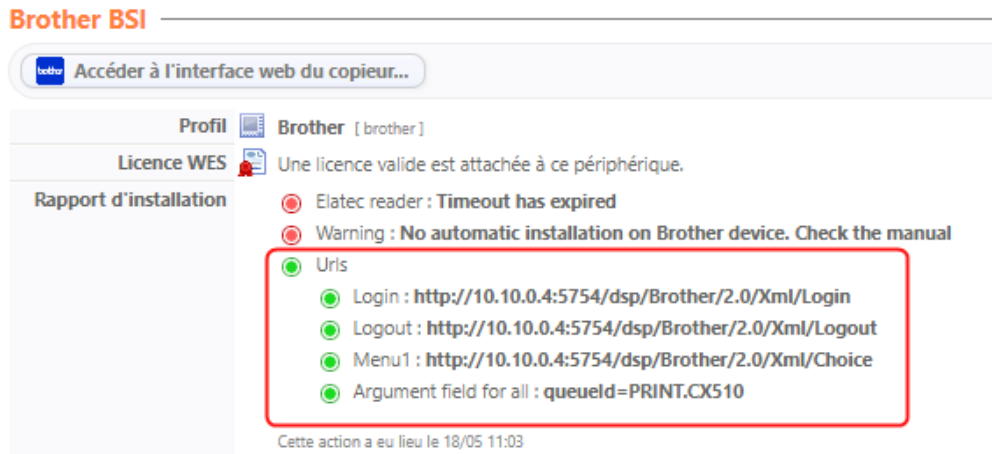 Brother BSI
brother Accéder à l'interface web du copieur...
Profil Brother [ brother ]
Licence WES Une licence valide est attachée à ce périphérique.
Rapport d'installation Elatec reader : Timeout has expired
Warning : No automatic installation on Brother device. Check the manual
Urls
Login : http://10.10.0.4:5754/dsp/Brother/2.0/Xml/Login
Logout : http://10.10.0.4:5754/dsp/Brother/2.0/Xml/Logout
Menu1 : http://10.10.0.4:5754/dsp/Brother/2.0/Xml/Choice
Argument field for all : queueId=PRINT.CX510
Cette action a eu lieu le 18/05 11:03